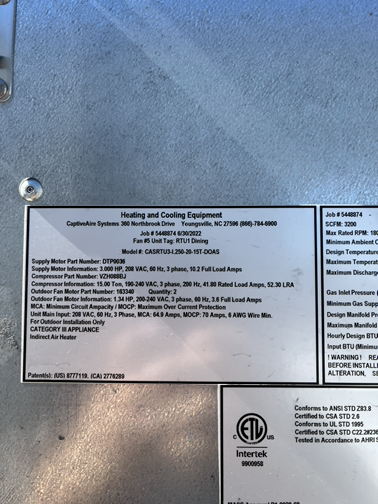 Heating and Cooling Equipment
CaptiveAire Systems 360 Northbrook Drive Youngsville, NC 27596 (866)-784-6900
Job # 5448874 6/30/2022
Fan #5 Unit Tag: RTU1 Dining
Model #: CASRTU3-I.250-20-15T-DOAS
Supply Motor Part Number: DTP0036
Supply Motor Information: 3.000 HP, 208 VAC, 60 Hz, 3 phase, 10.2 Full Load Amps
Compressor Part Number: VZH088BJ
Compressor Information: 15.00 Ton, 190-240 VAC, 3 phase, 200 Hz, 41.80 Rated Load Amps, 52.30 LRA
Outdoor Fan Motor Part Number: 163340 Quantity: 2
Outdoor Fan Motor Information: 1.34 HP, 200-240 VAC, 3 phase, 60 Hz, 3.6 Full Load Amps
MCA: Minimum Circuit Ampacity / MOCP: Maximum Over Current Protection
Unit Main Input: 208 VAC, 60 Hz, 3 Phase, MCA: 64.9 Amps, MOCP: 70 Amps, 6 AWG Wire Min.
For Outdoor Installation Only
CATEGORY III APPLIANCE
Indirect Air Heater
Patent(s): (US) 8777119, (CA) 2776289
Job # 5448874 -
SCFM: 3200
Max Rated RPM: 180
Minimum Ambient
Design Temperature
Maximum Temperat
Maximum Discharg
Gas Inlet Pressure
Minimum Gas Supp
Design Manifold Pr
Maximum Manifold
Hourly Design BTU
Input BTU (Minimu
! WARNING! REA
BEFORE INSTALLI
ALTERATION, SE
ETL
C US
Intertek
9900958
Conforms to ANSI STD Z83.8
Certified to CSA STD 2.6
Conforms to UL STD 1995
Certified to CSA STD C22.2#236
Tested in Accordance to AHRI S